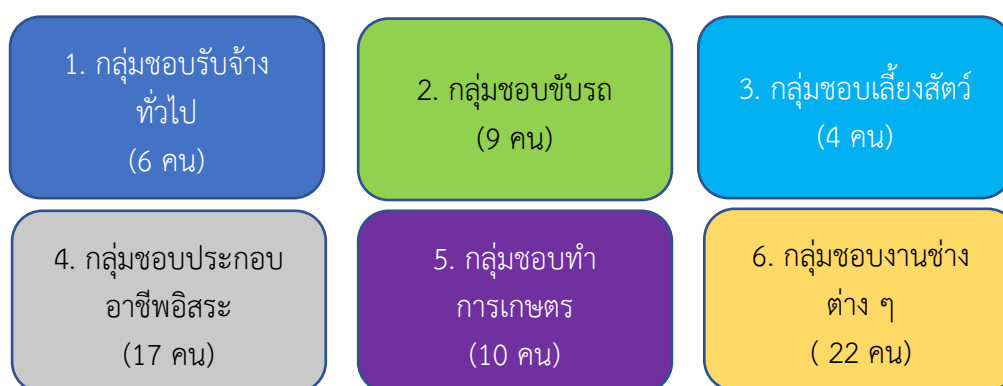 1. กลุ่มชอบรับจ้าง
ทั่วไป
(6 คน)
2. กลุ่มชอบขับรถ
(9 คน)
3. กลุ่มชอบเลี้ยงสัตว์
(4 คน)
4. กลุ่มชอบประกอบ
อาชีพอิสระ
(17 คน)
5. กลุ่มชอบทำ
การเกษตร
(10 คน)
6. กลุ่มชอบงานช่าง
ต่าง ๆ
( 22 คน)